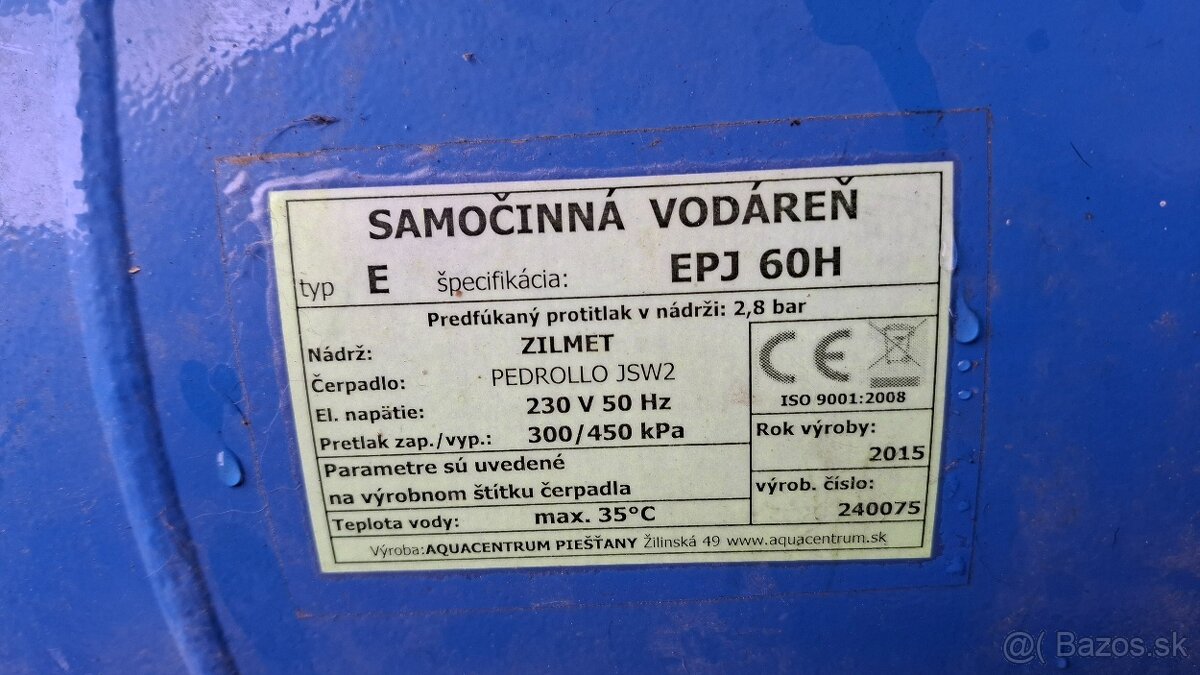 SAMOČINNÁ VODÁREŇ
typ E špecifikácia: EPJ 60H
Predfúkaný protitlak v nádrži: 2,8 bar
Nádrž: ZILMET
Čerpadlo: PEDROLLO JSW2
El. napätie: 230 V 50 Hz
Pretlak zap./vyp.: 300/450 kPa
Parametre sú uvedené
na výrobnom štítku čerpadla
Teplota vody: max. 35°C
CE
ISO 9001:2008
Rok výroby:
2015
výrob. číslo:
240075
Výroba:AQUACENTRUM PIEŠŤANY Žilinská 49 www.aquacentrum.sk
@( Bazos.sk